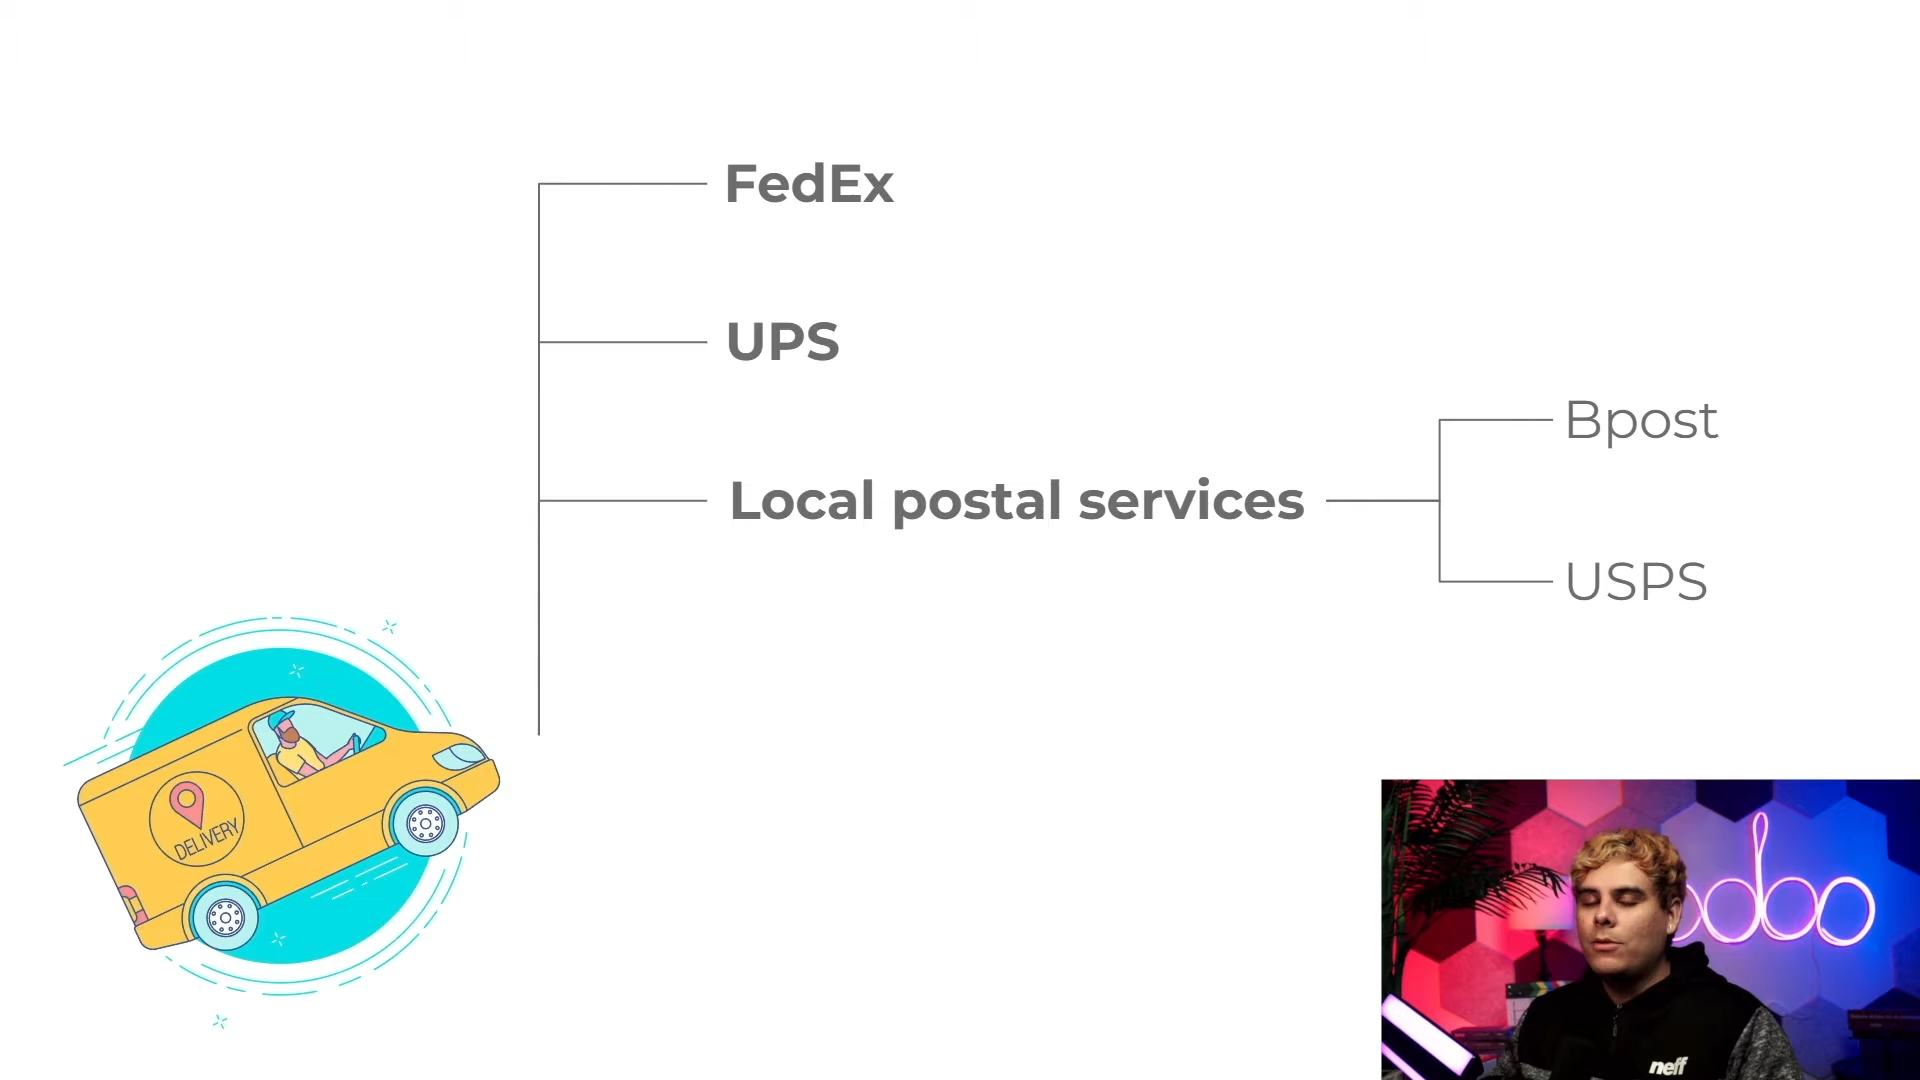 FedEx
UPS
Bpost
Local postal services
USPS
DELIVERY
odoo
neff